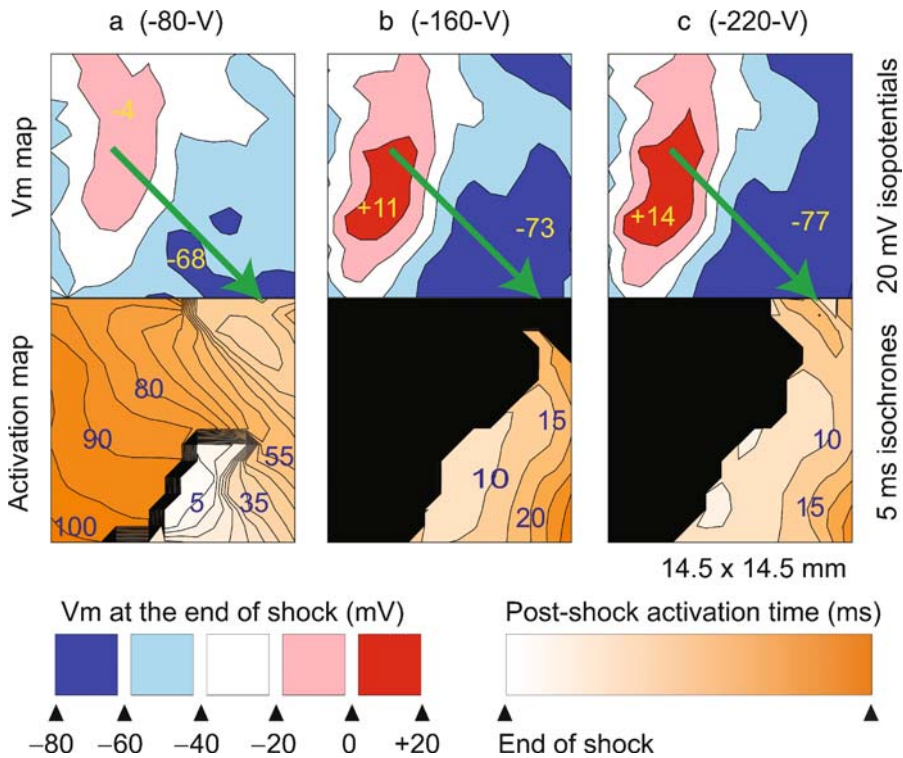 a (-80-V)
b (-160-V)
c (-220-V)
Vm map
-4
-68
+11
-73
+14
-77
20 mV isopotentials
Activation map
80
90
100
5
35
55
10
15
20
10
15
5 ms isochrones
14.5 x 14.5 mm
Vm at the end of shock (mV)
−80 −60 −40 −20 0 +20
Post-shock activation time (ms)
End of shock